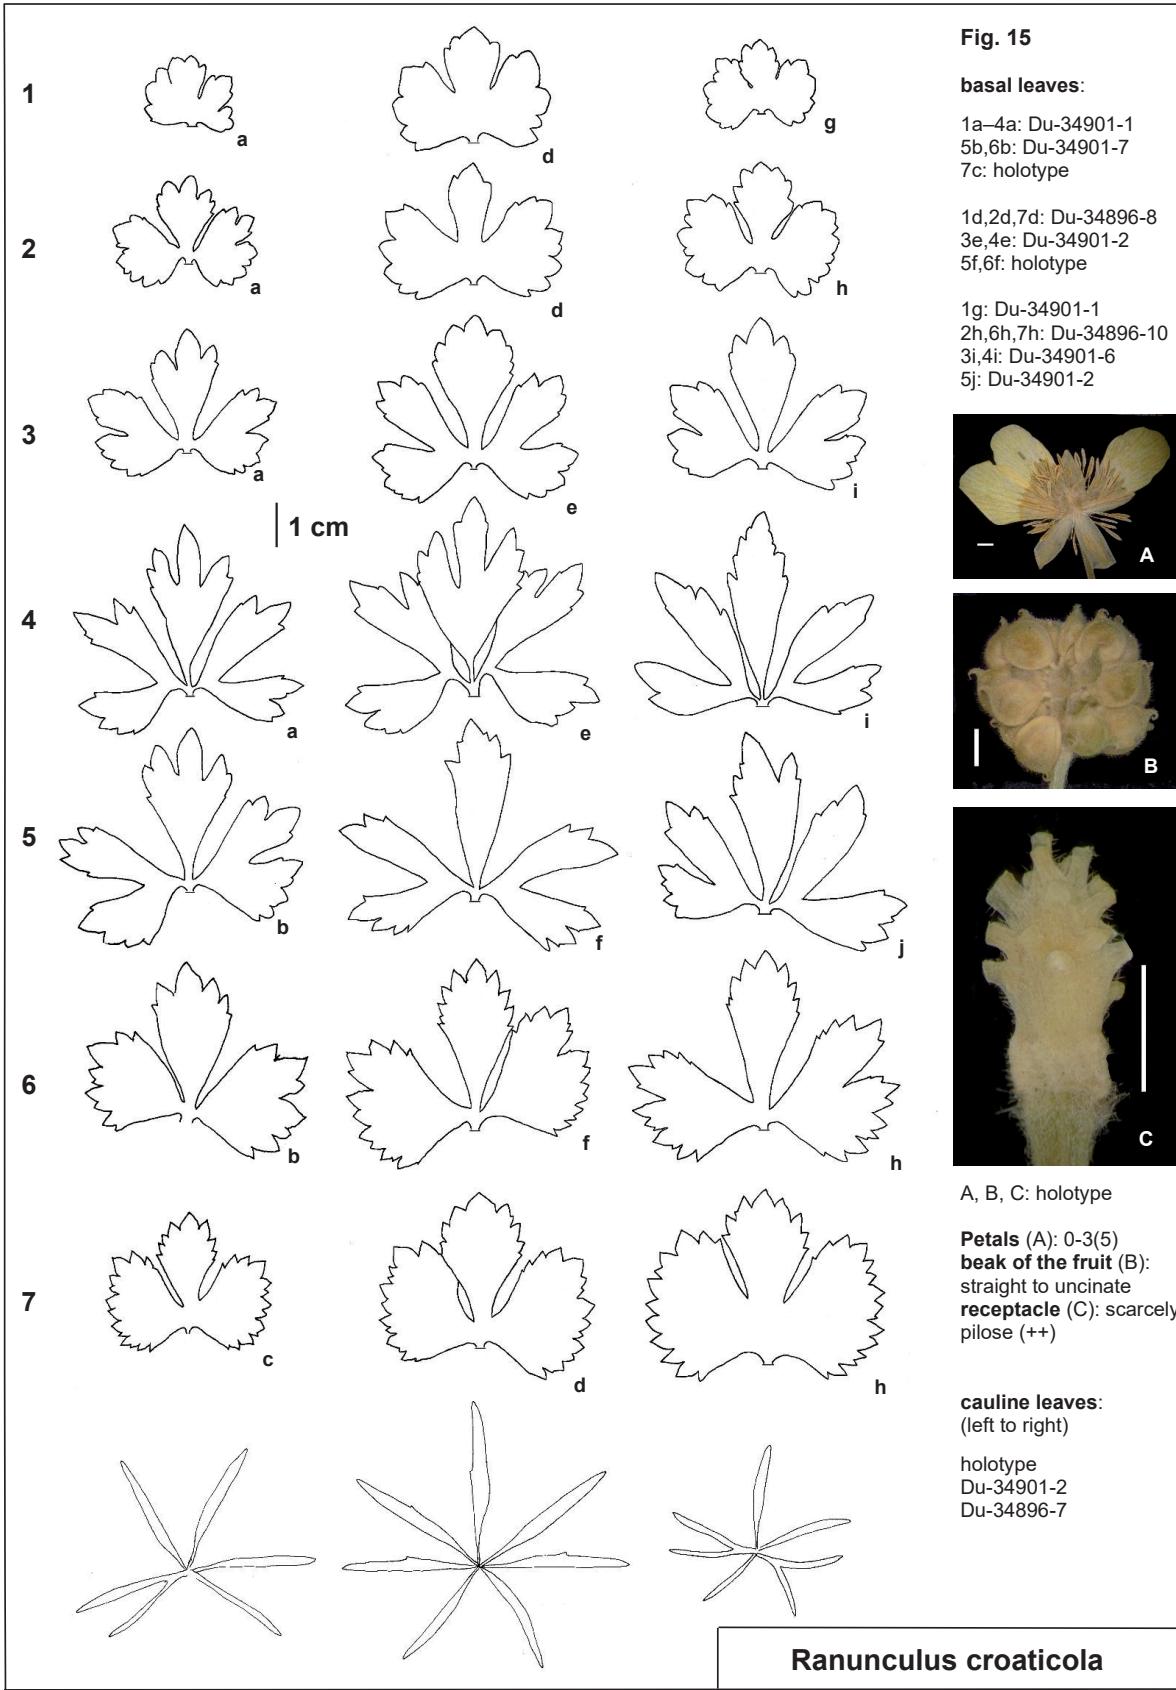 1
a
d
g
2
a
d
h
3
a
e
i
1 cm
4
a
e
i
5
b
f
j
6
b
f
h
7
c
d
h
Fig. 15
basal leaves:
1a–4a: Du-34901-1
5b,6b: Du-34901-7
7c: holotype
1d,2d,7d: Du-34896-8
3e,4e: Du-34901-2
5f,6f: holotype
1g: Du-34901-1
2h,6h,7h: Du-34896-10
3i,4i: Du-34901-6
5j: Du-34901-2
A
B
C
A, B, C: holotype
Petals (A): 0-3(5)
beak of the fruit (B):
straight to uncinate
receptacle (C): scarcely
pilose (++)
cauline leaves:
(left to right)
holotype
Du-34901-2
Du-34896-7
Ranunculus croaticola